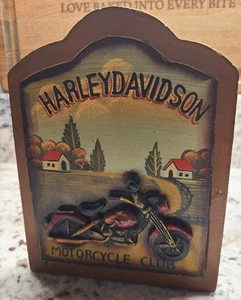 LOVE BAKED INTO EVERY BITE
HARLEYDAVIDSON
MOTORCYCLE CLUB